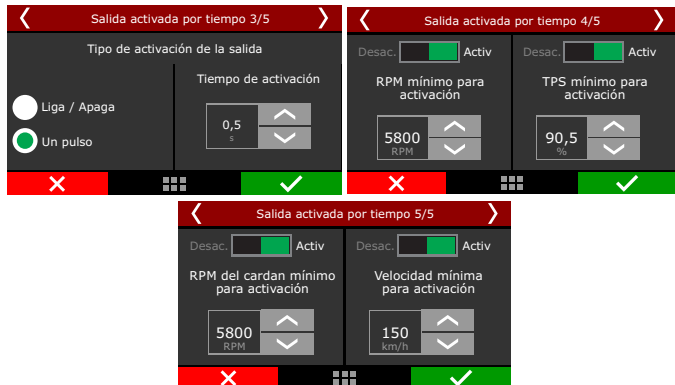 Salida activada por tiempo 3/5
Tipo de activación de la salida
Liga / Apaga
Un pulso
Tiempo de activación
0,5
s
Salida activada por tiempo 4/5
Desac. Activ
RPM mínimo para
activación
5800
RPM
Desac. Activ
TPS mínimo para
activación
90,5
%
Salida activada por tiempo 5/5
Desac. Activ
RPM del cardan mínimo
para activación
5800
RPM
Desac. Activ
Velocidad mínima
para activación
150
km/h